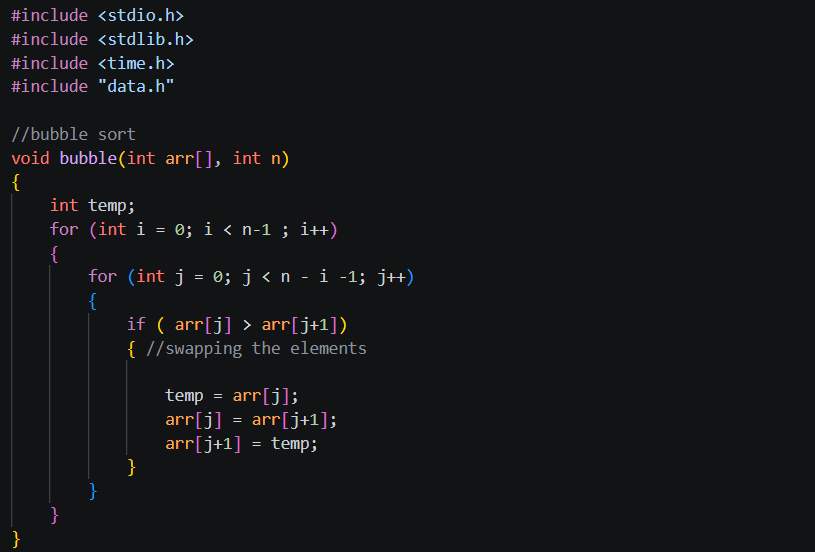 #include <stdio.h>
#include <stdlib.h>
#include <time.h>
#include "data.h"

//bubble sort
void bubble(int arr[], int n)
{
    int temp;
    for (int i = 0; i < n-1 ; i++)
    {
        for (int j = 0; j < n - i -1; j++)
        {
            if ( arr[j] > arr[j+1])
            { //swapping the elements

                temp = arr[j];
                arr[j] = arr[j+1];
                arr[j+1] = temp;
            }
        }
    }
}